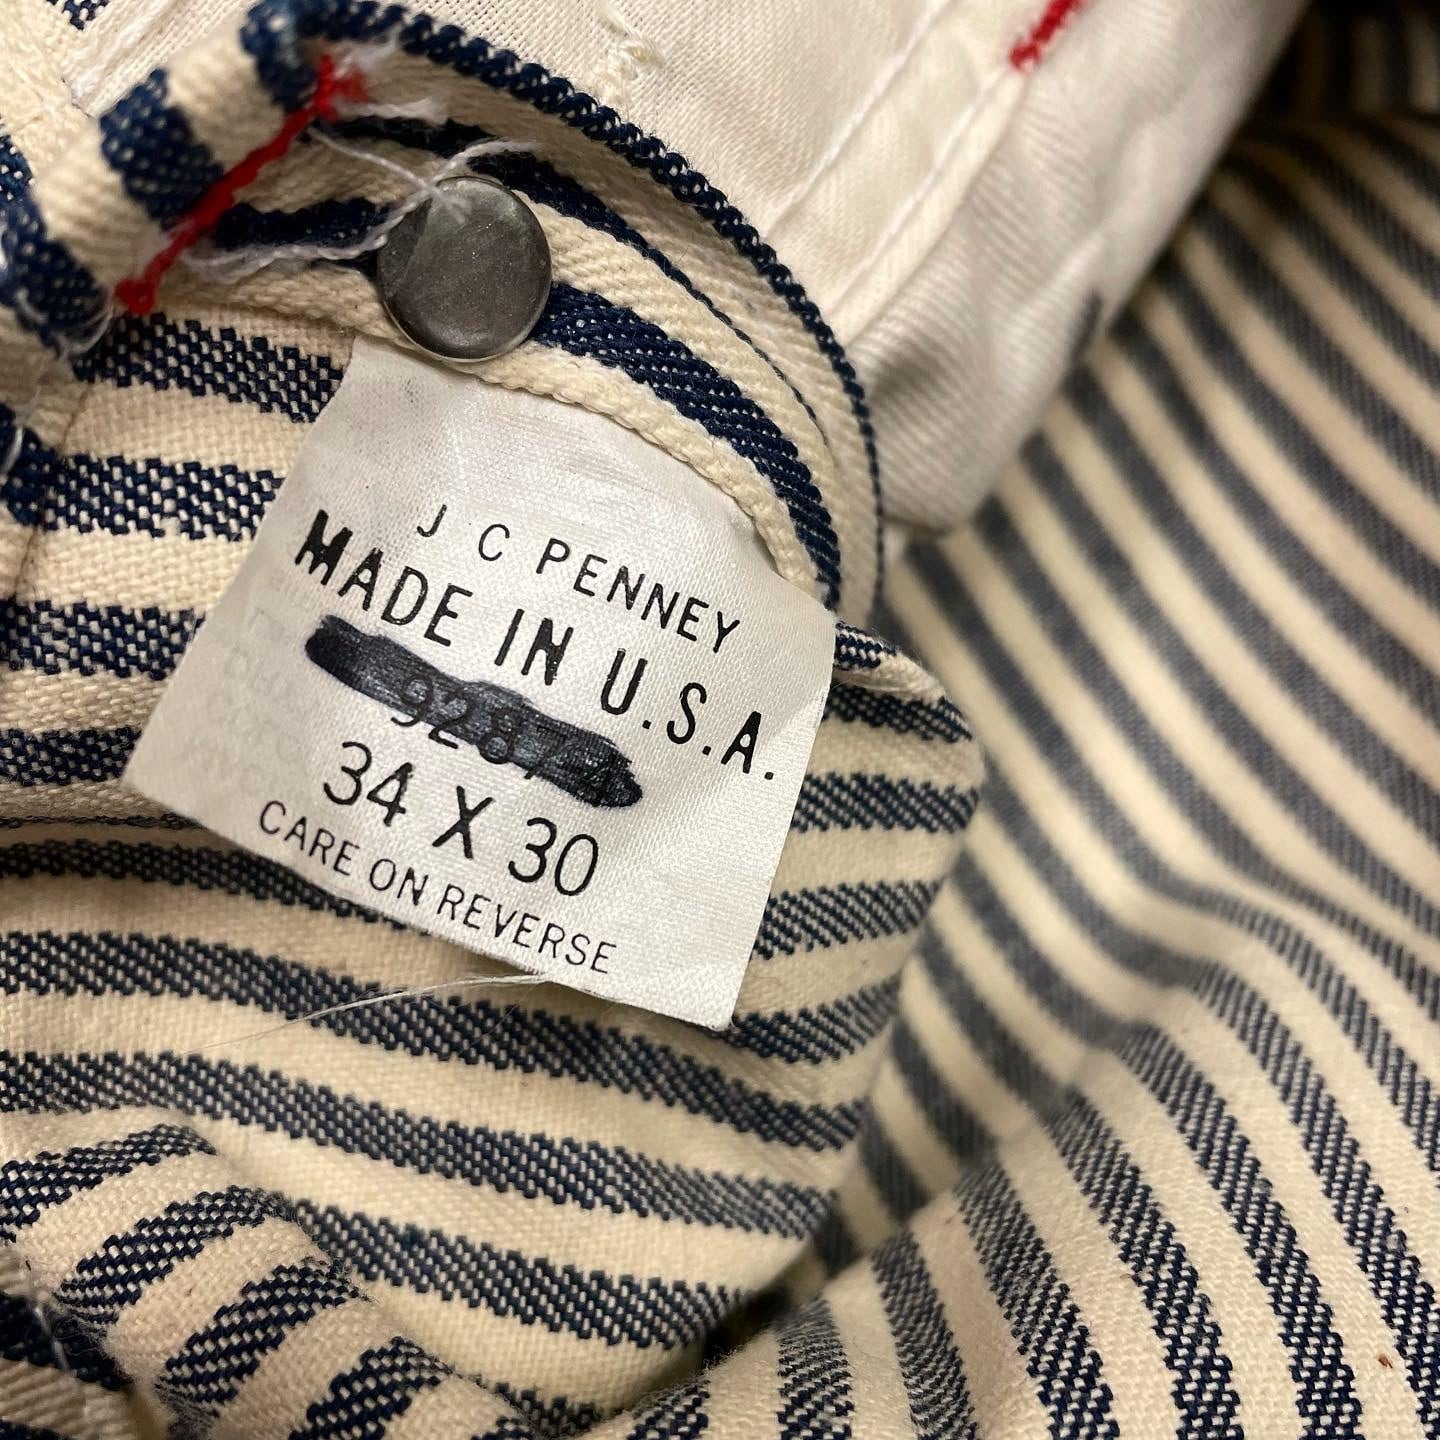 J C PENNEY
MADE IN U.S.A.
34 X 30
CARE ON REVERSE